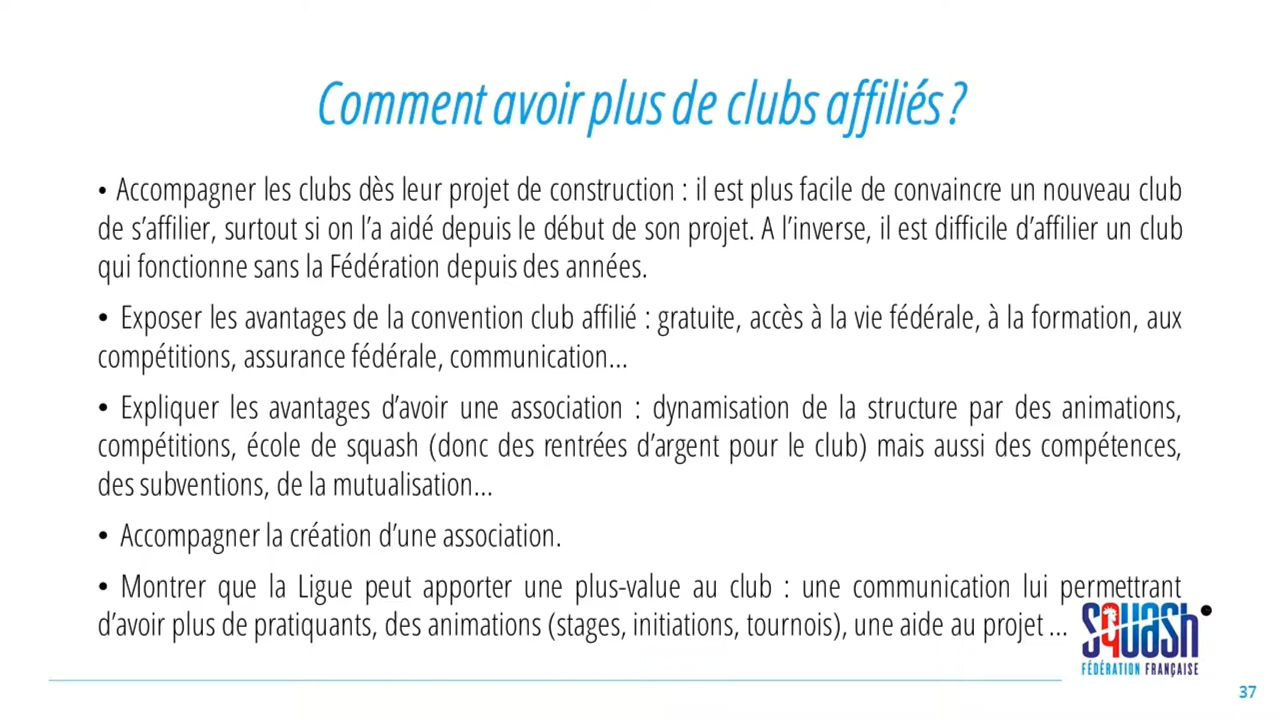 Comment avoir plus de clubs affiliés ?
• Accompagner les clubs dès leur projet de construction : il est plus facile de convaincre un nouveau club
de s’affilier, surtout si on l’a aidé depuis le début de son projet. A l’inverse, il est difficile d’affilier un club
qui fonctionne sans la Fédération depuis des années.
• Exposer les avantages de la convention club affilié : gratuite, accès à la vie fédérale, à la formation, aux
compétitions, assurance fédérale, communication…
• Expliquer les avantages d’avoir une association : dynamisation de la structure par des animations,
compétitions, école de squash (donc des rentrées d’argent pour le club) mais aussi des compétences,
des subventions, de la mutualisation…
• Accompagner la création d’une association.
• Montrer que la Ligue peut apporter une plus-value au club : une communication lui permettrant
d’avoir plus de pratiquants, des animations (stages, initiations, tournois), une aide au projet …
SQUASH
FÉDÉRATION FRANÇAISE
37